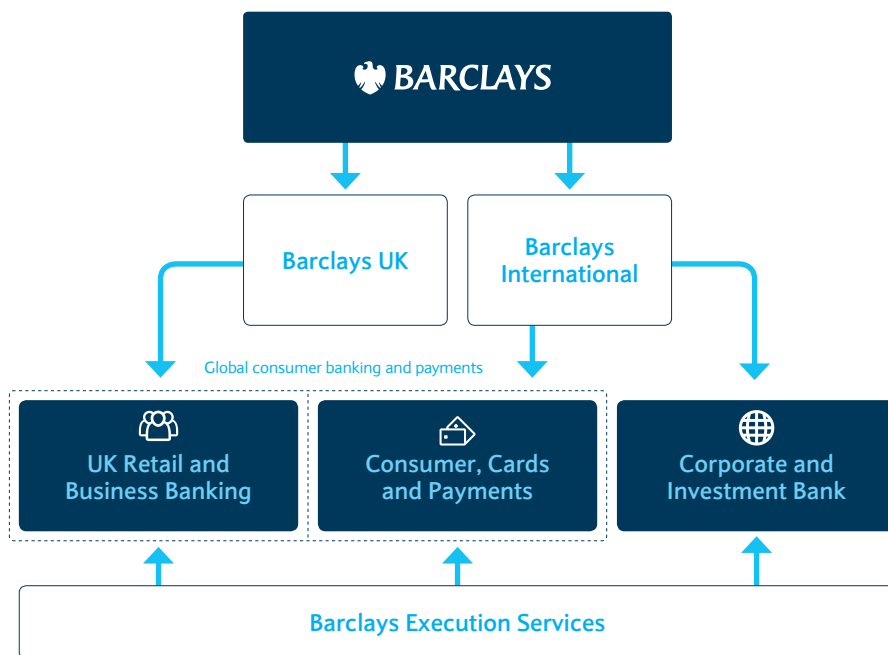 BARCLAYS
Barclays UK
Barclays
International
Global consumer banking and payments
UK Retail and
Business Banking
Consumer, Cards
and Payments
Corporate and
Investment Bank
Barclays Execution Services